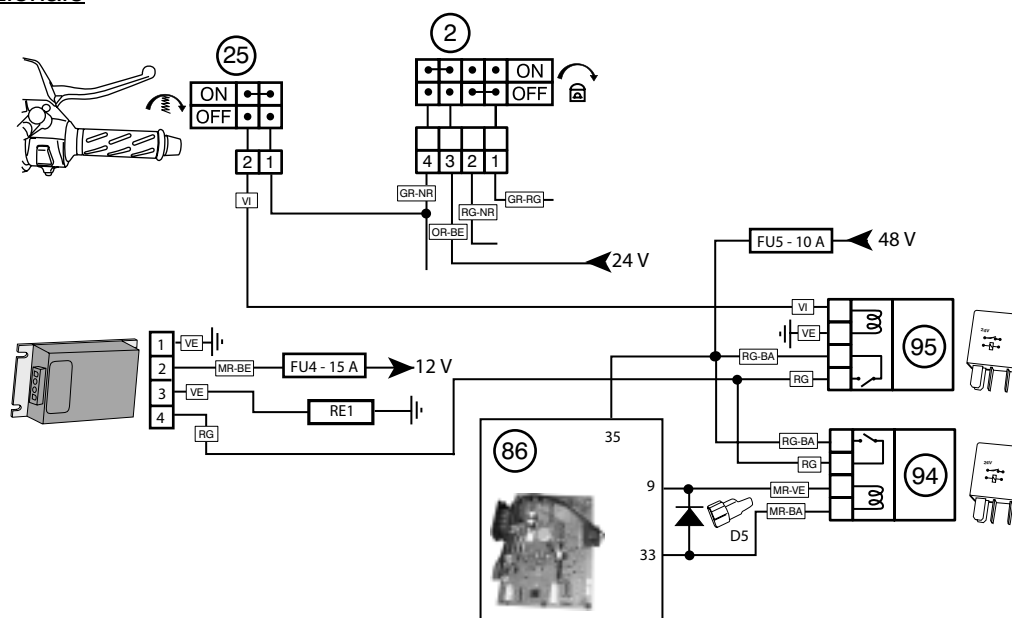 25
2
ON
OFF
ON
OFF
2 1
4 3 2 1
VI
GR-NR
GR-RG
RG-NR
OR-BE
24 V
FU5 - 10 A
48 V
VI
VE
RG-BA
RG
95
24V
1
2
3
4
VE
MR-BE
FU4 - 15 A
12 V
VE
RE1
RG
86
35
9
33
D5
RG-BA
RG
MR-VE
MR-BA
94
24V